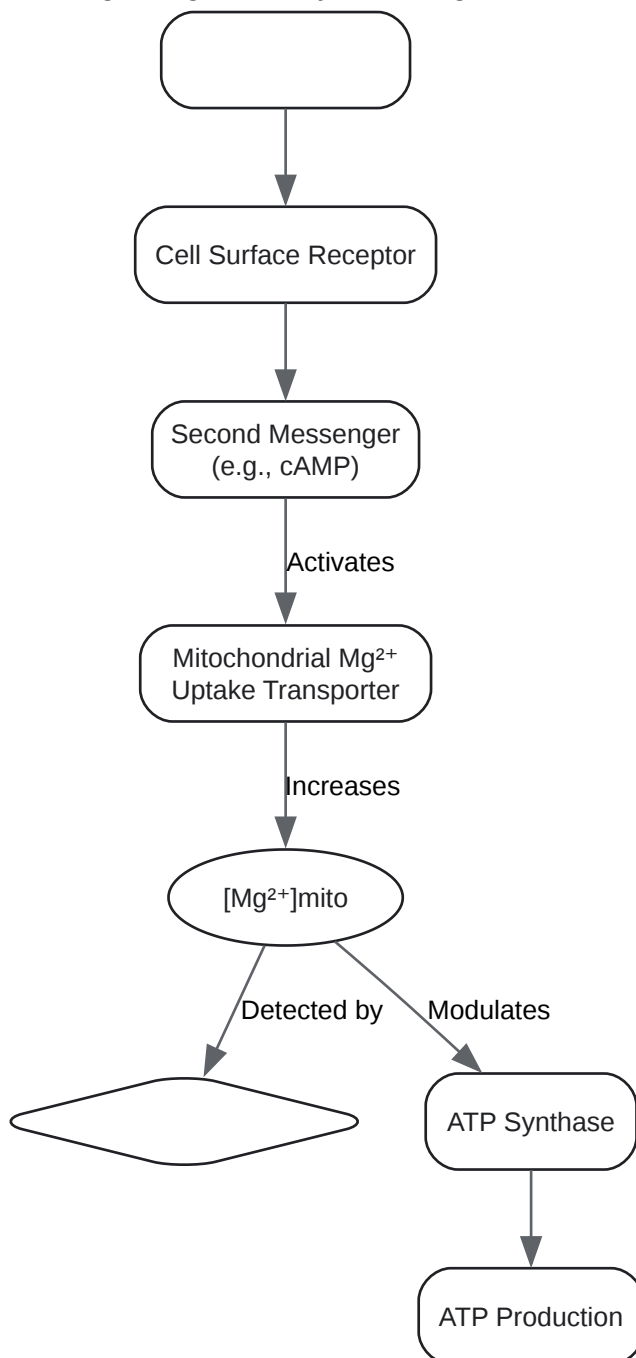 Cell Surface Receptor
Second Messenger
(e.g., cAMP)
Activates
Mitochondrial Mg²⁺
Uptake Transporter
Increases
[Mg²⁺]mito
Detected by
Modulates
ATP Synthase
ATP Production